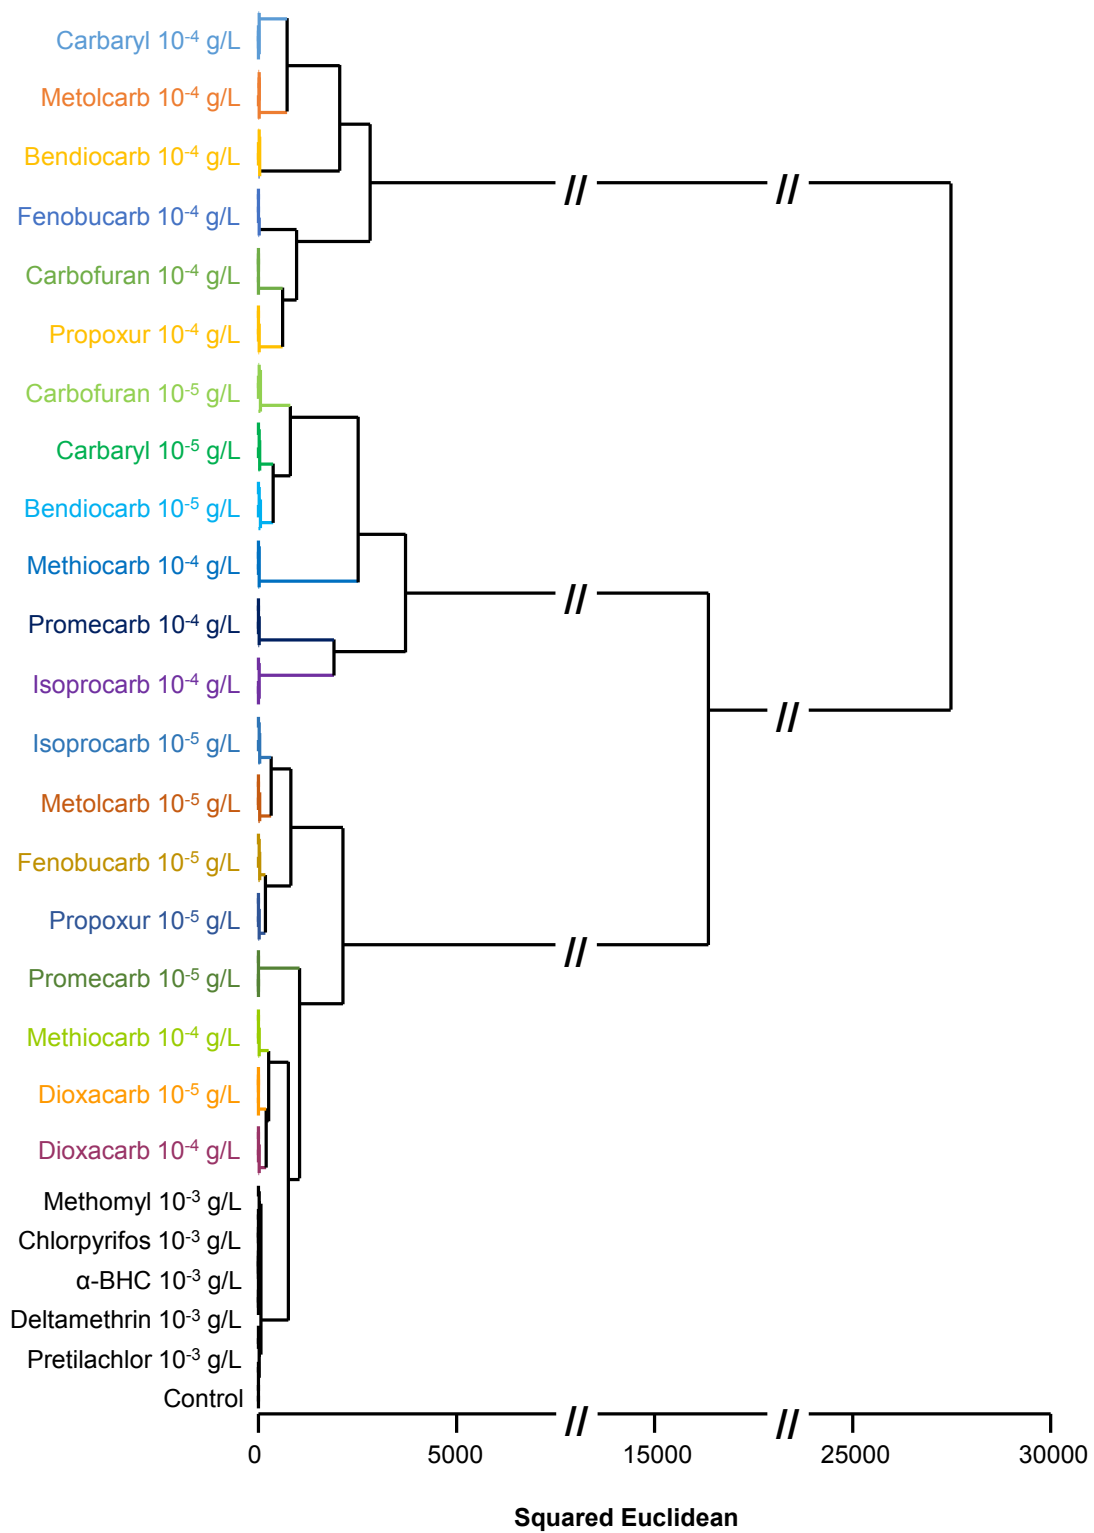 Carbaryl 10⁻⁴ g/L
Metolcarb 10⁻⁴ g/L
Bendiocarb 10⁻⁴ g/L
Fenobucarb 10⁻⁴ g/L
Carbofuran 10⁻⁴ g/L
Propoxur 10⁻⁴ g/L
Carbofuran 10⁻⁵ g/L
Carbaryl 10⁻⁵ g/L
Bendiocarb 10⁻⁵ g/L
Methiocarb 10⁻⁴ g/L
Promecarb 10⁻⁴ g/L
Isoprocarb 10⁻⁴ g/L
Isoprocarb 10⁻⁵ g/L
Metolcarb 10⁻⁵ g/L
Fenobucarb 10⁻⁵ g/L
Propoxur 10⁻⁵ g/L
Promecarb 10⁻⁵ g/L
Methiocarb 10⁻⁴ g/L
Dioxacarb 10⁻⁵ g/L
Dioxacarb 10⁻⁴ g/L
Methomyl 10⁻³ g/L
Chlorpyrifos 10⁻³ g/L
α-BHC 10⁻³ g/L
Deltamethrin 10⁻³ g/L
Pretilachlor 10⁻³ g/L
Control
0 5000 15000 25000 30000
Squared Euclidean